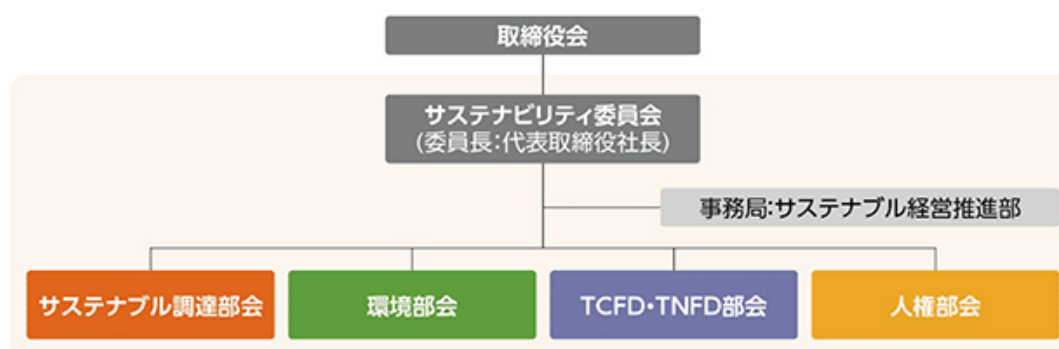 取締役会
サステナビリティ委員会
(委員長:代表取締役社長)
事務局:サステナブル経営推進部
サステナブル調達部会
環境部会
TCFD・TNFD部会
人権部会